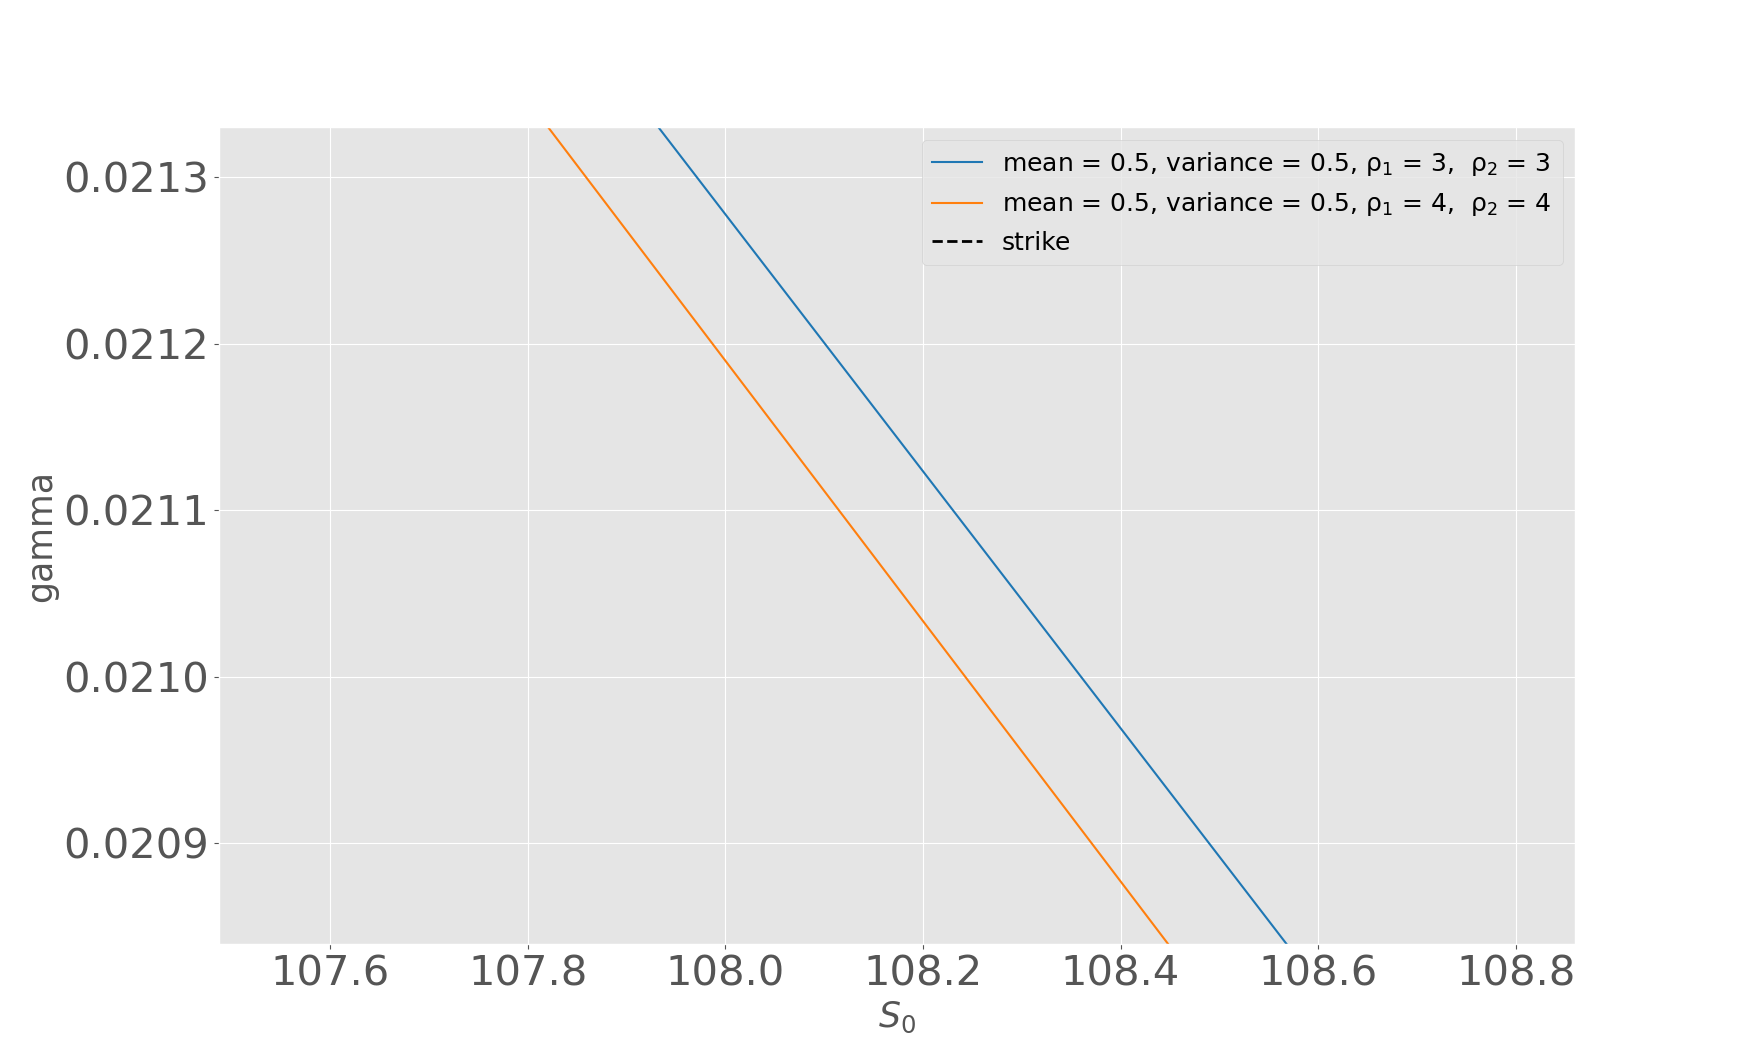 mean = 0.5, variance = 0.5, ρ₁ = 3, ρ₂ = 3
mean = 0.5, variance = 0.5, ρ₁ = 4, ρ₂ = 4
strike
0.0213
0.0212
0.0211
0.0210
0.0209
gamma
107.6 107.8 108.0 108.2 108.4 108.6 108.8
S₀